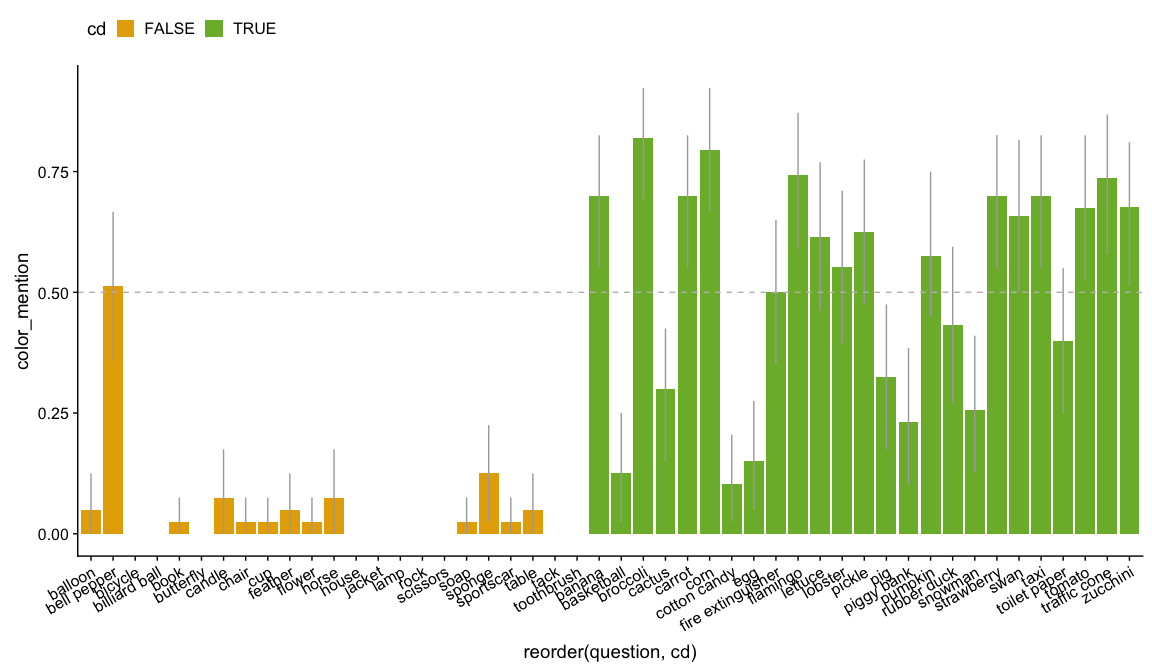 cd FALSE TRUE
color_mention
0.75
0.50
0.25
0.00
balloon
bell pepper
bicycle
billiard ball
book
butterfly
candle
chair
cup
feather
flower
horse
house
jacket
lamp
rock
scissors
soap
sponge
sportscar
table
tack
toothbrush
banana
basketball
broccoli
cactus
carrot
corn
cotton candy
egg
fire extinguisher
flamingo
lettuce
lobster
pickle
pig
piggy bank
pumpkin
rubber duck
snowman
strawberry
swan
taxi
toilet paper
tomato
traffic cone
zucchini
reorder(question, cd)